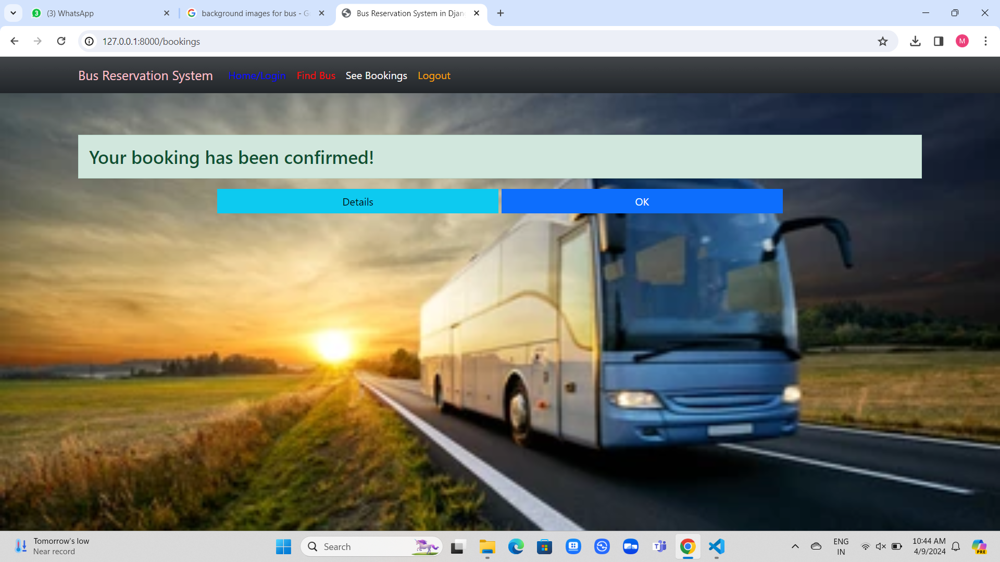 (3) WhatsApp
background images for bus - G
Bus Reservation System in Djan
127.0.0.1:8000/bookings
M
Bus Reservation System Home/Login Find Bus See Bookings Logout
Your booking has been confirmed!
Details OK
Tomorrow's low
Near record
Search
ENG
IN
10:44 AM
4/9/2024
PRE